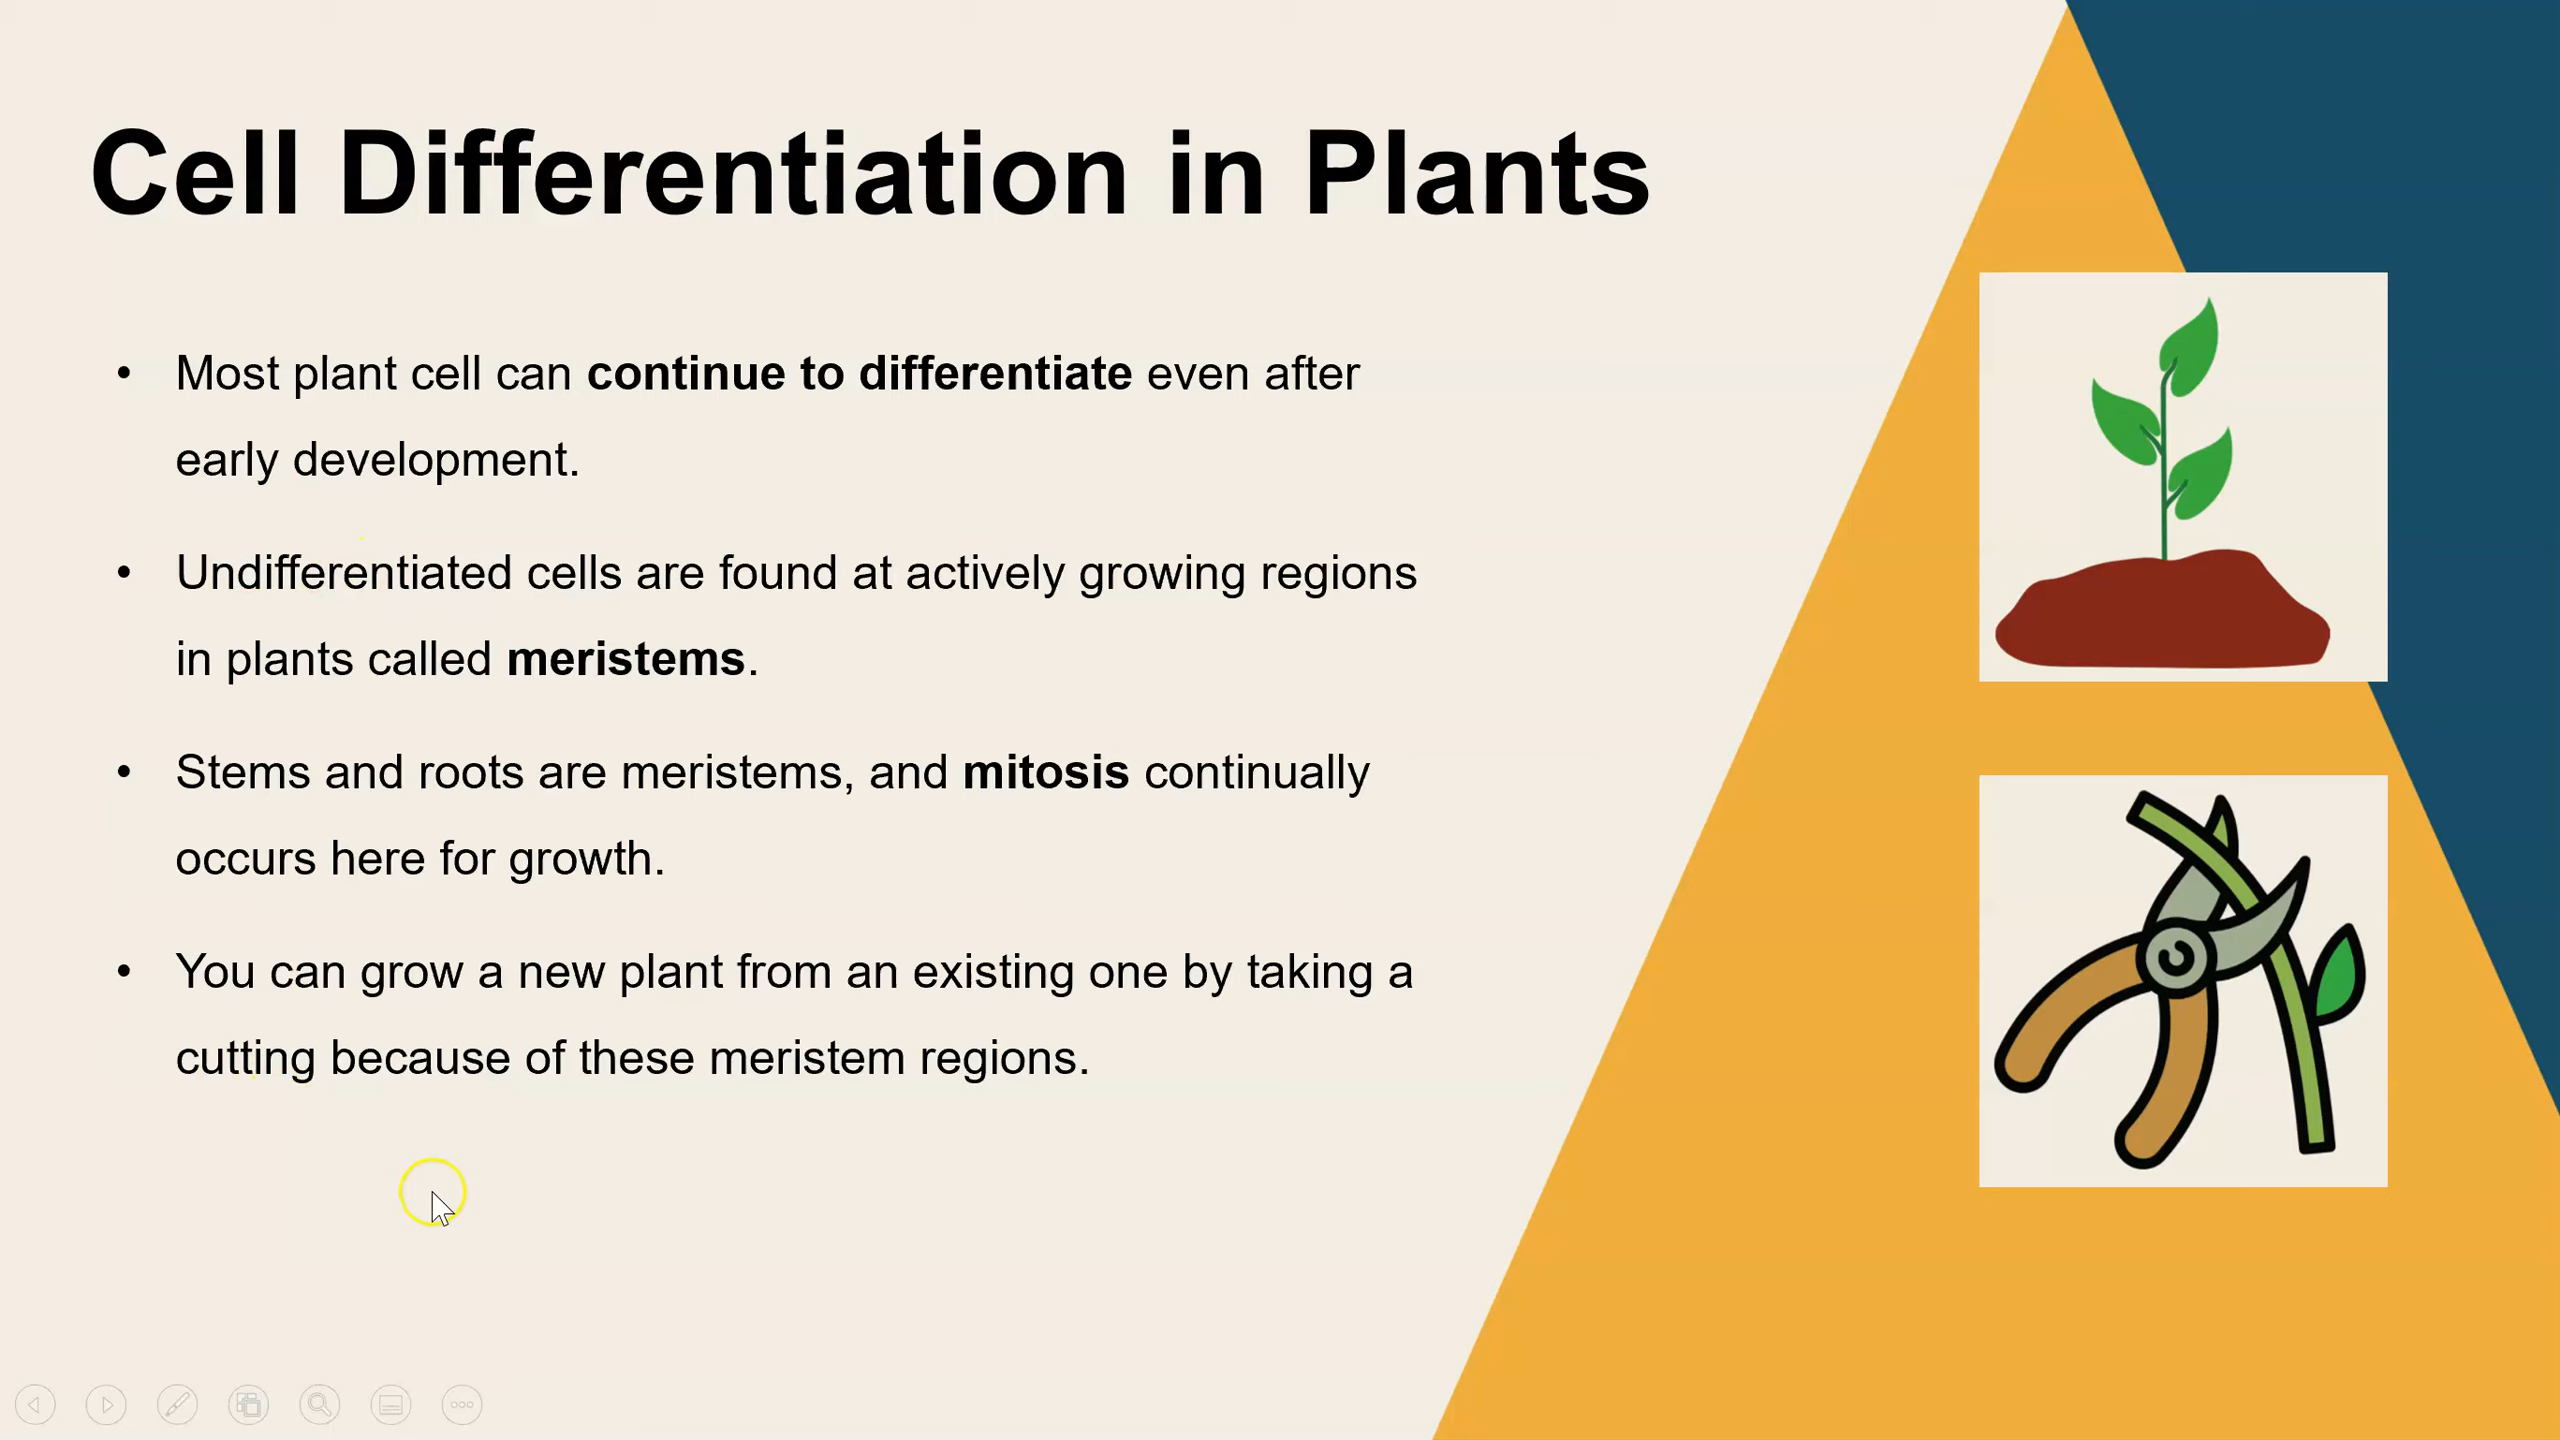 Cell Differentiation in Plants
• Most plant cell can continue to differentiate even after
early development.
• Undifferentiated cells are found at actively growing regions
in plants called meristems.
• Stems and roots are meristems, and mitosis continually
occurs here for growth.
• You can grow a new plant from an existing one by taking a
cutting because of these meristem regions.